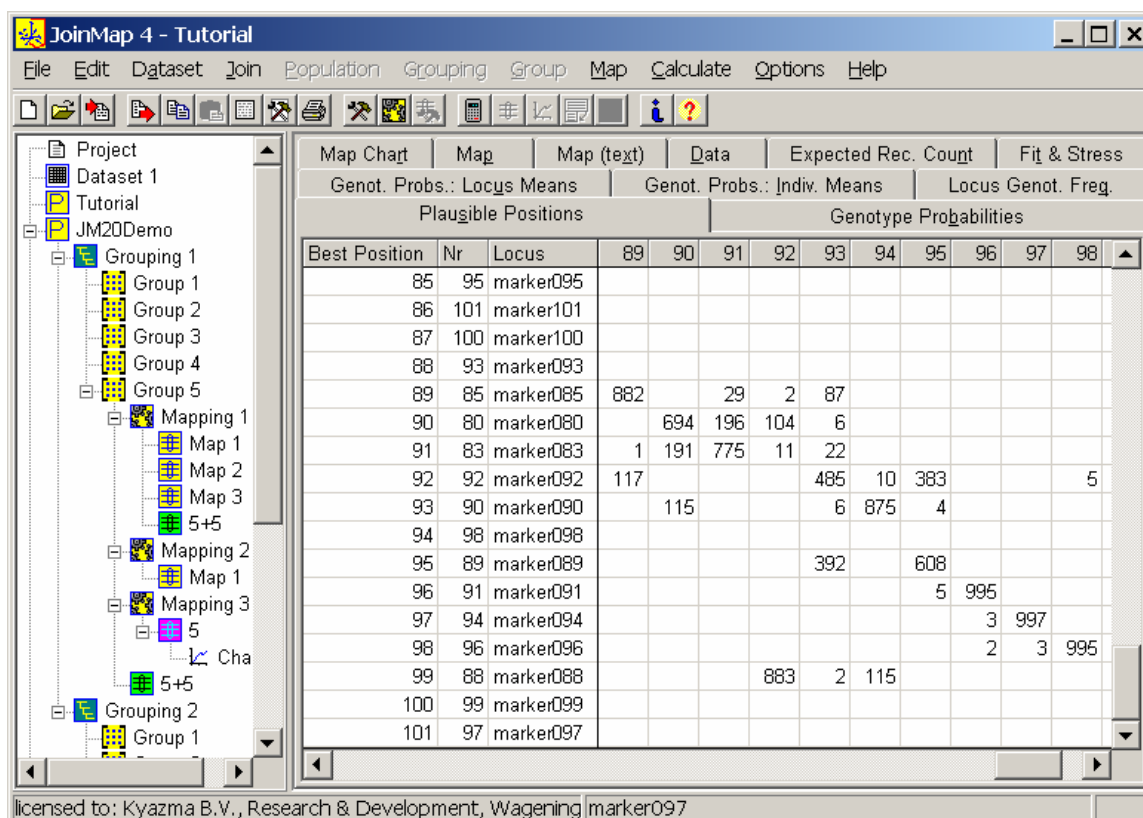 JoinMap 4 - Tutorial
File Edit Dataset Join Population Grouping Group Map Calculate Options Help
Project
Dataset 1
Tutorial
JM20Demo
Grouping 1
Group 1
Group 2
Group 3
Group 4
Group 5
Mapping 1
Map 1
Map 2
Map 3
5+5
Mapping 2
Map 1
Mapping 3
5
Cha
5+5
Grouping 2
Group 1
Map Chart Map Map (text) Data Expected Rec. Count Fit & Stress
Genot. Probs.: Locus Means Genot. Probs.: Indiv. Means Locus Genot. Freq.
Plausible Positions Genotype Probabilities
Best Position Nr Locus 89 90 91 92 93 94 95 96 97 98
85 95 marker095
86 101 marker101
87 100 marker100
88 93 marker093
89 85 marker085 882 29 2 87
90 80 marker080 694 196 104 6
91 83 marker083 1 191 775 11 22
92 92 marker092 117 485 10 383 5
93 90 marker090 115 6 875 4
94 98 marker098
95 89 marker089 392 608
96 91 marker091 5 995
97 94 marker094 3 997
98 96 marker096 2 3 995
99 88 marker088 883 2 115
100 99 marker099
101 97 marker097
licensed to: Kyazma B.V., Research & Development, Wagening marker097